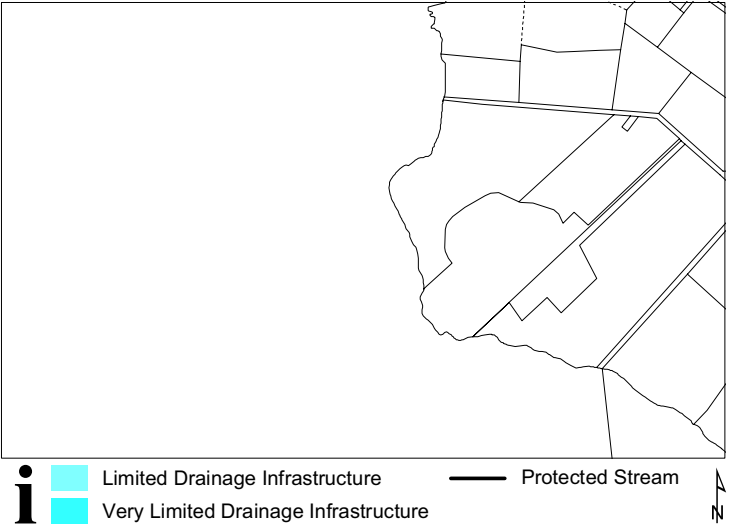 i
Limited Drainage Infrastructure
Protected Stream
Very Limited Drainage Infrastructure
N